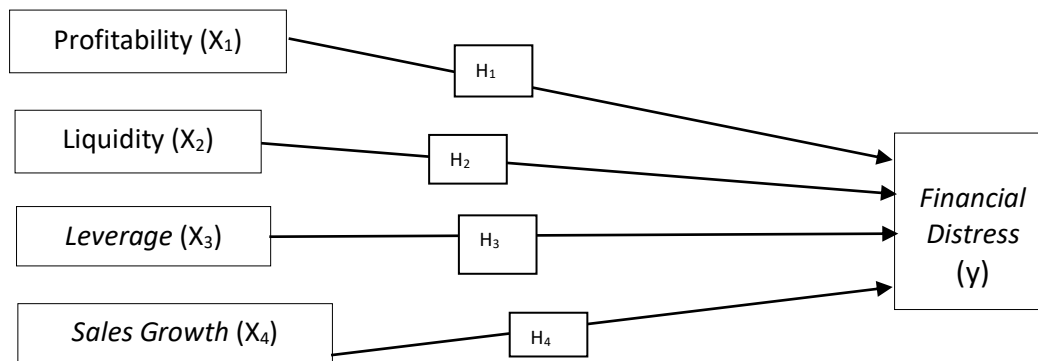 Profitability (X₁)
H₁
Liquidity (X₂)
H₂
Financial
Distress
(y)
Leverage (X₃)
H₃
Sales Growth (X₄)
H₄